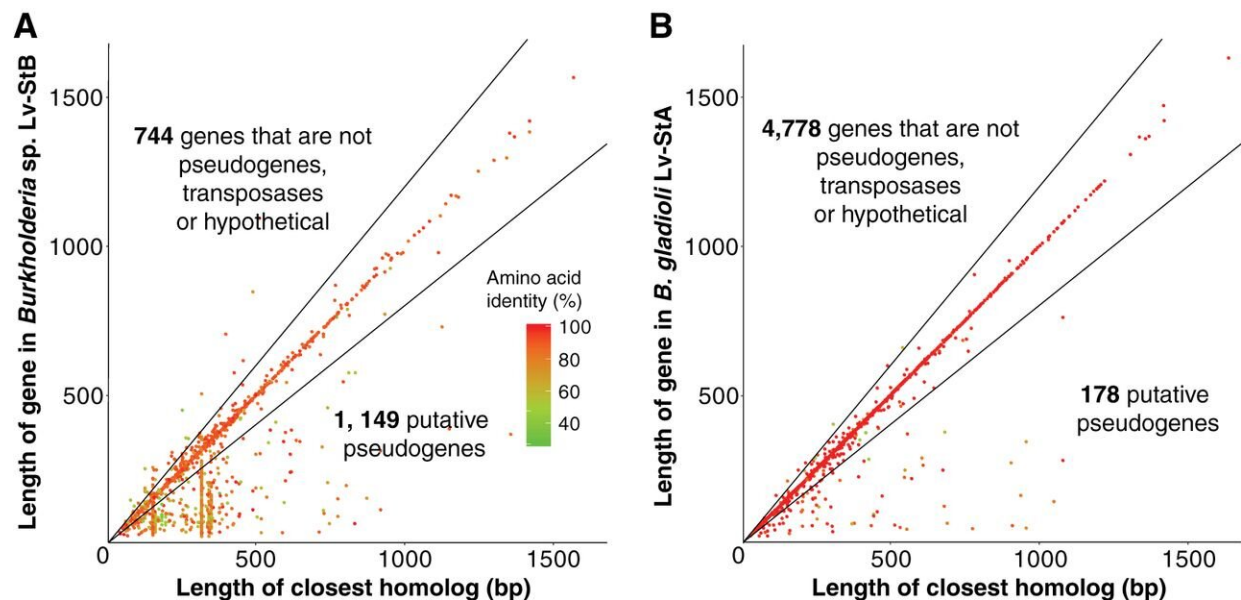 A
Length of gene in Burkholderia sp. Lv-StB
1500
1000
500
0
500
1000
1500
Length of closest homolog (bp)
744 genes that are not
pseudogenes,
transposases
or hypothetical
Amino acid
identity (%)
100
80
60
40
1, 149 putative
pseudogenes
B
Length of gene in B. gladioli Lv-StA
1500
1000
500
0
500
1000
1500
Length of closest homolog (bp)
4,778 genes that are not
pseudogenes,
transposases
or hypothetical
178 putative
pseudogenes